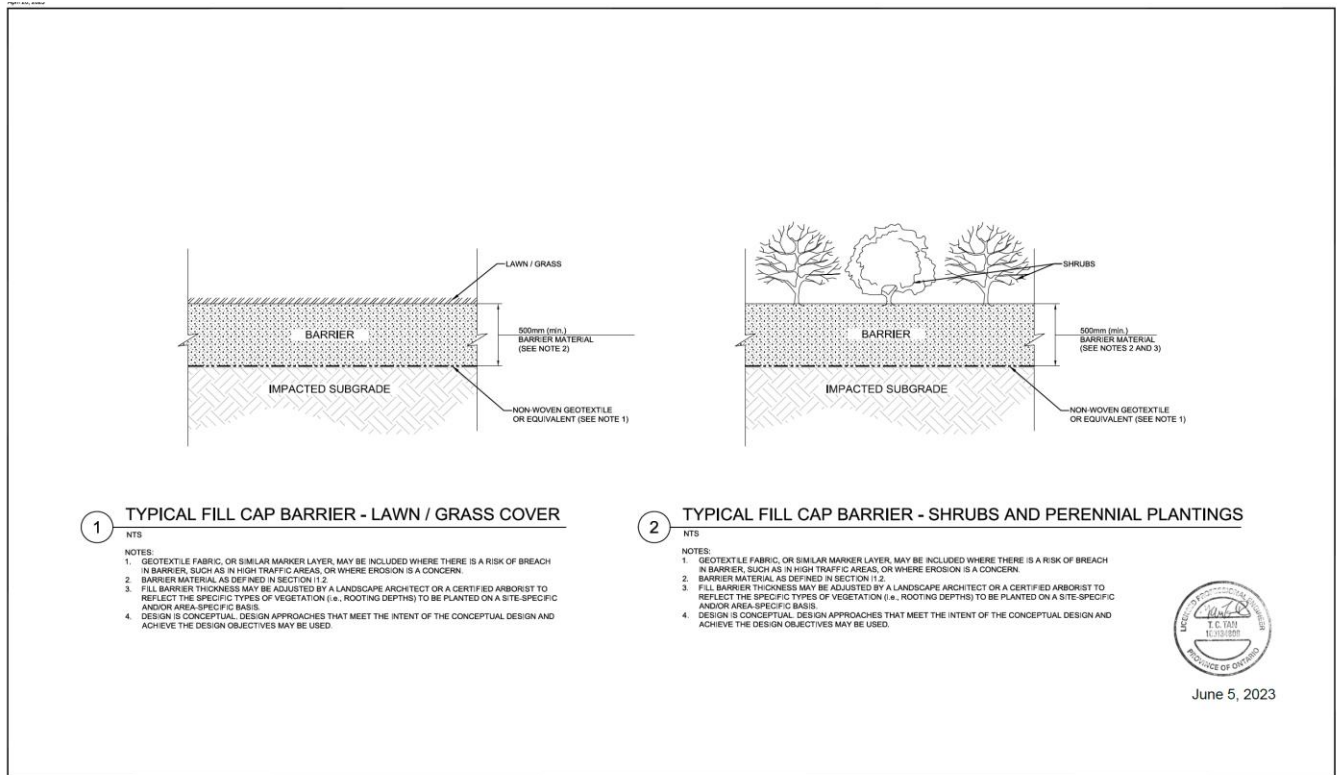 April 20, 2023
LAWN / GRASS
BARRIER
500mm (min.)
BARRIER MATERIAL
(SEE NOTE 2)
IMPACTED SUBGRADE
NON-WOVEN GEOTEXTILE
OR EQUIVALENT (SEE NOTE 1)
SHRUBS
BARRIER
500mm (min.)
BARRIER MATERIAL
(SEE NOTES 2 AND 3)
IMPACTED SUBGRADE
NON-WOVEN GEOTEXTILE
OR EQUIVALENT (SEE NOTE 1)
1 TYPICAL FILL CAP BARRIER - LAWN / GRASS COVER
NTS
NOTES:
1. GEOTEXTILE FABRIC, OR SIMILAR MARKER LAYER, MAY BE INCLUDED WHERE THERE IS A RISK OF BREACH
IN BARRIER, SUCH AS IN HIGH TRAFFIC AREAS, OR WHERE EROSION IS A CONCERN.
2. BARRIER MATERIAL AS DEFINED IN SECTION I1.2.
3. FILL BARRIER THICKNESS MAY BE ADJUSTED BY A LANDSCAPE ARCHITECT OR A CERTIFIED ARBORIST TO
REFLECT THE SPECIFIC TYPES OF VEGETATION (i.e., ROOTING DEPTHS) TO BE PLANTED ON A SITE-SPECIFIC
AND/OR AREA-SPECIFIC BASIS.
4. DESIGN IS CONCEPTUAL. DESIGN APPROACHES THAT MEET THE INTENT OF THE CONCEPTUAL DESIGN AND
ACHIEVE THE DESIGN OBJECTIVES MAY BE USED.
2 TYPICAL FILL CAP BARRIER - SHRUBS AND PERENNIAL PLANTINGS
NTS
NOTES:
1. GEOTEXTILE FABRIC, OR SIMILAR MARKER LAYER, MAY BE INCLUDED WHERE THERE IS A RISK OF BREACH
IN BARRIER, SUCH AS IN HIGH TRAFFIC AREAS, OR WHERE EROSION IS A CONCERN.
2. BARRIER MATERIAL AS DEFINED IN SECTION I1.2.
3. FILL BARRIER THICKNESS MAY BE ADJUSTED BY A LANDSCAPE ARCHITECT OR A CERTIFIED ARBORIST TO
REFLECT THE SPECIFIC TYPES OF VEGETATION (i.e., ROOTING DEPTHS) TO BE PLANTED ON A SITE-SPECIFIC
AND/OR AREA-SPECIFIC BASIS.
4. DESIGN IS CONCEPTUAL. DESIGN APPROACHES THAT MEET THE INTENT OF THE CONCEPTUAL DESIGN AND
ACHIEVE THE DESIGN OBJECTIVES MAY BE USED.
LICENSED PROFESSIONAL ENGINEER
T. C. TAN
PROVINCE OF ONTARIO
June 5, 2023